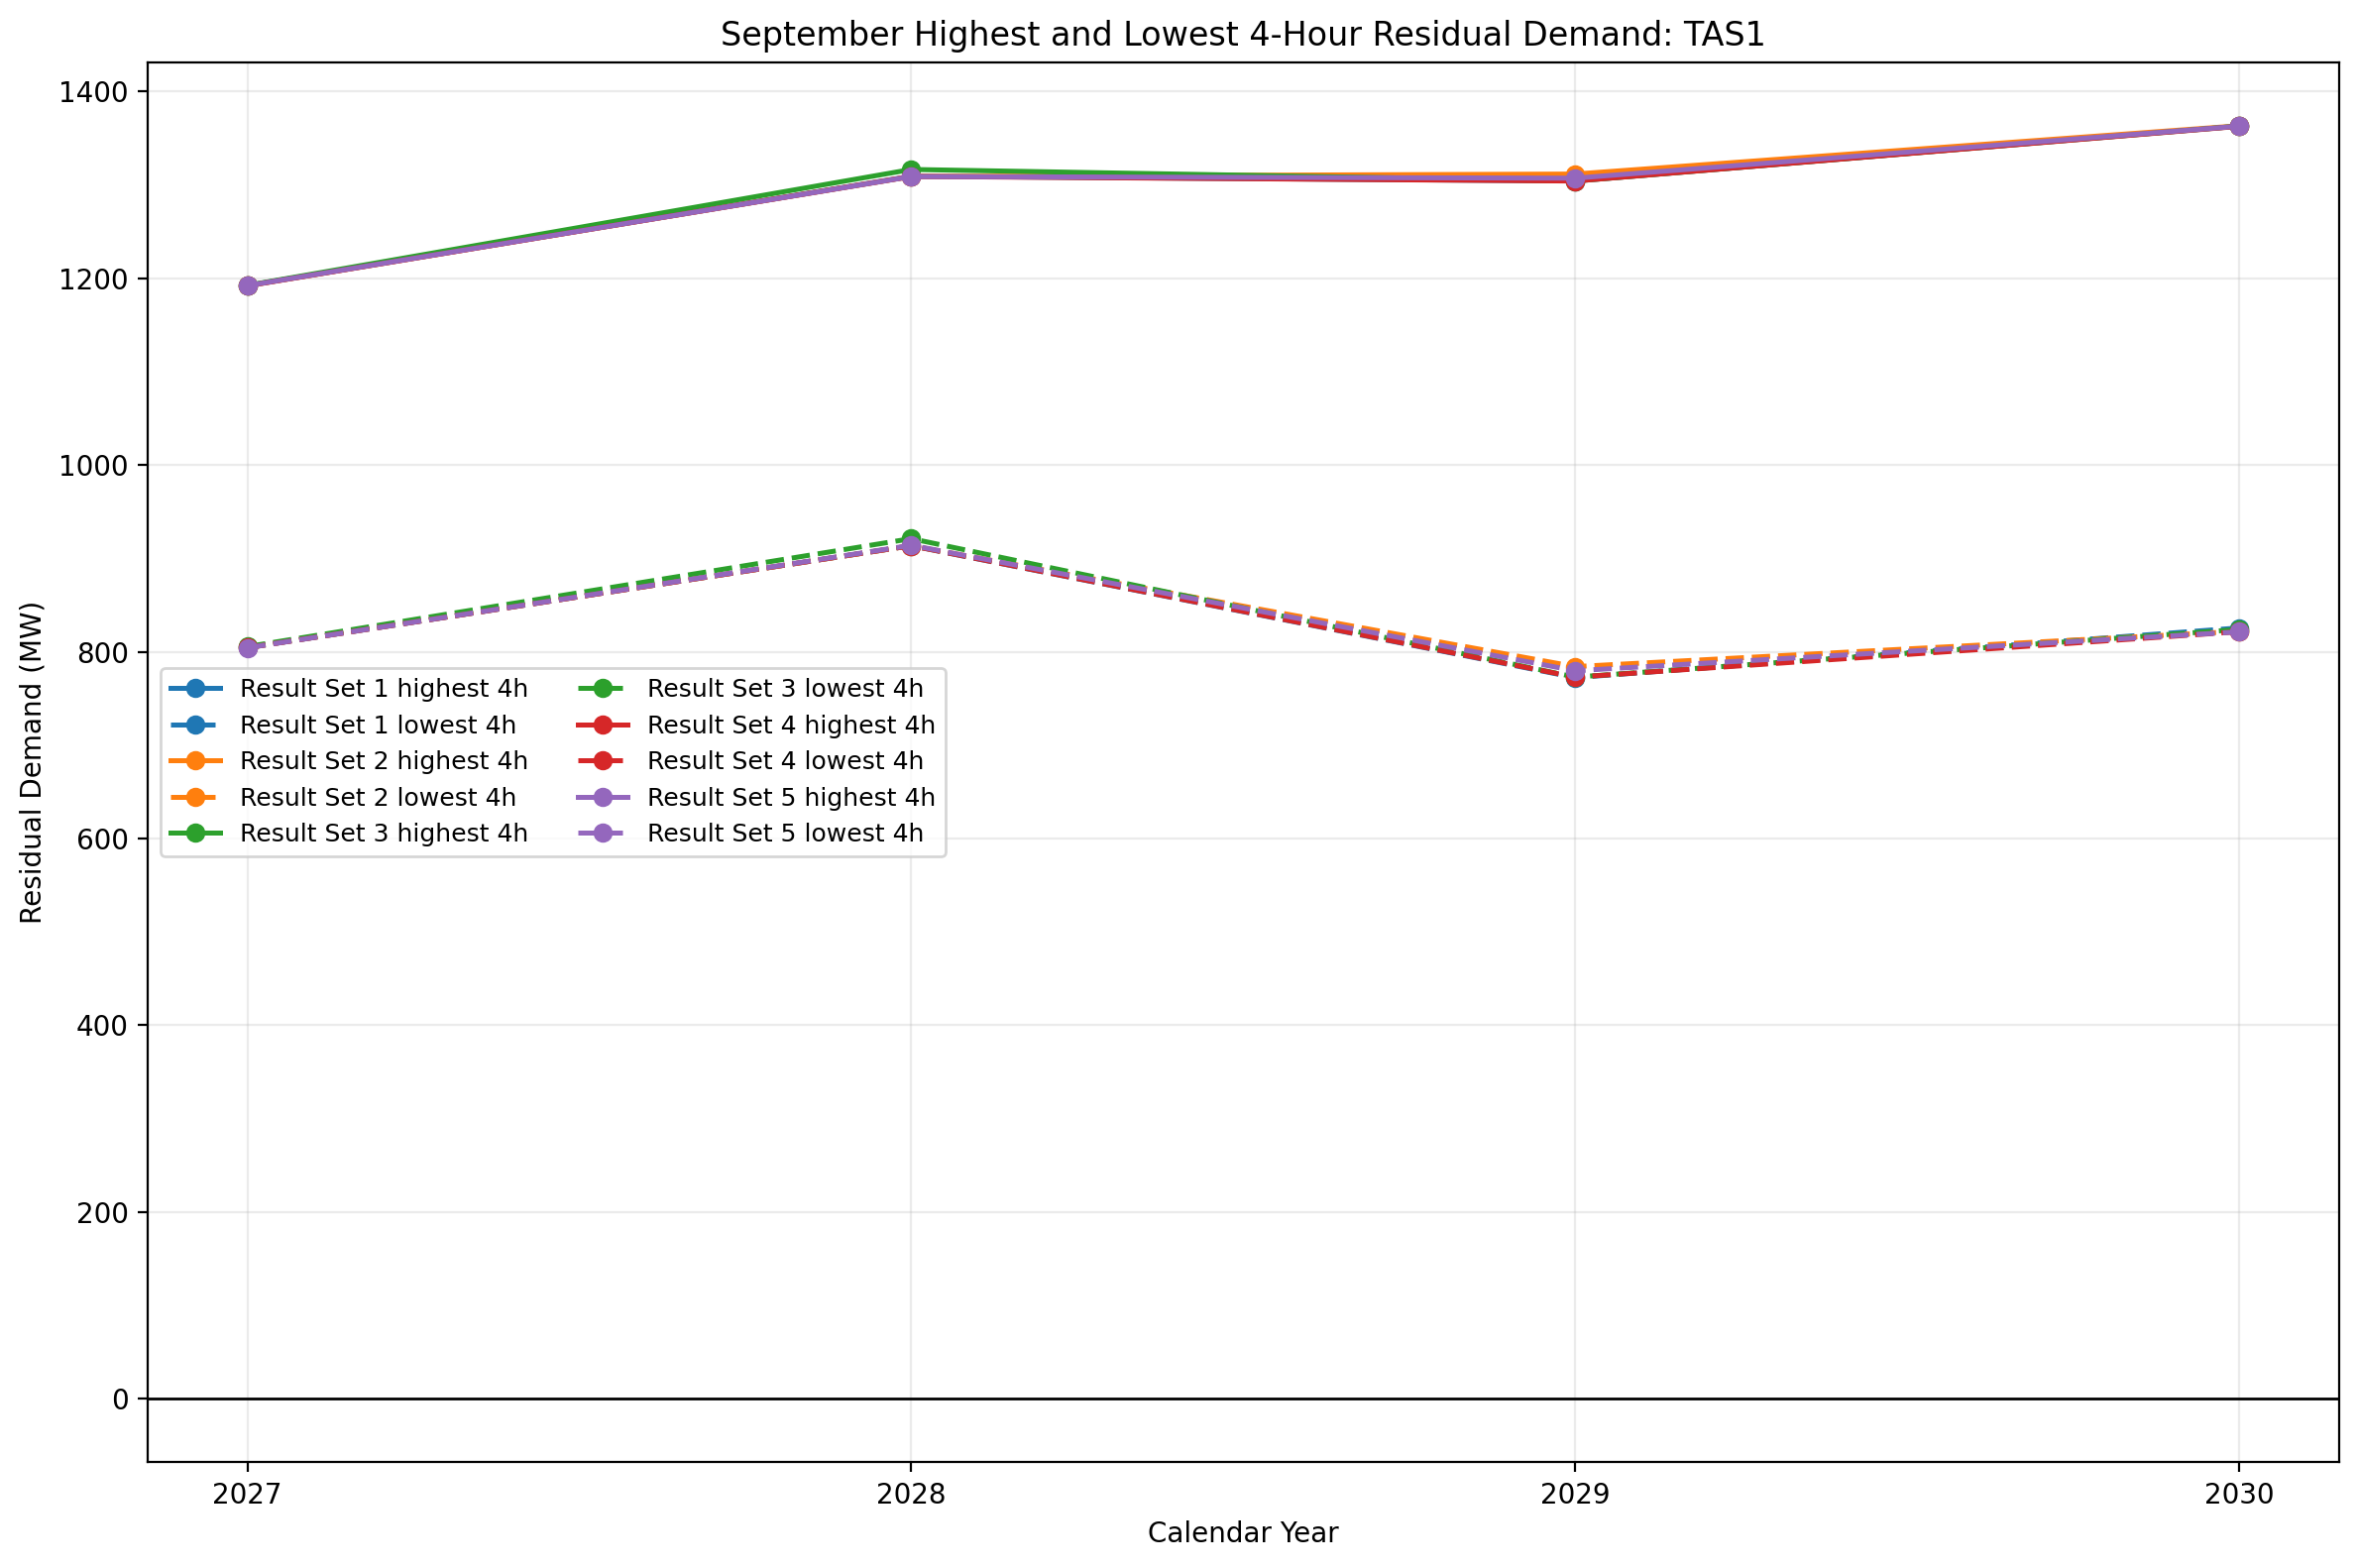 September Highest and Lowest 4-Hour Residual Demand: TAS1
1400
1200
1000
800
600
400
200
0
Residual Demand (MW)
Result Set 1 highest 4h
Result Set 1 lowest 4h
Result Set 2 highest 4h
Result Set 2 lowest 4h
Result Set 3 highest 4h
Result Set 3 lowest 4h
Result Set 4 highest 4h
Result Set 4 lowest 4h
Result Set 5 highest 4h
Result Set 5 lowest 4h
2027
2028
2029
2030
Calendar Year